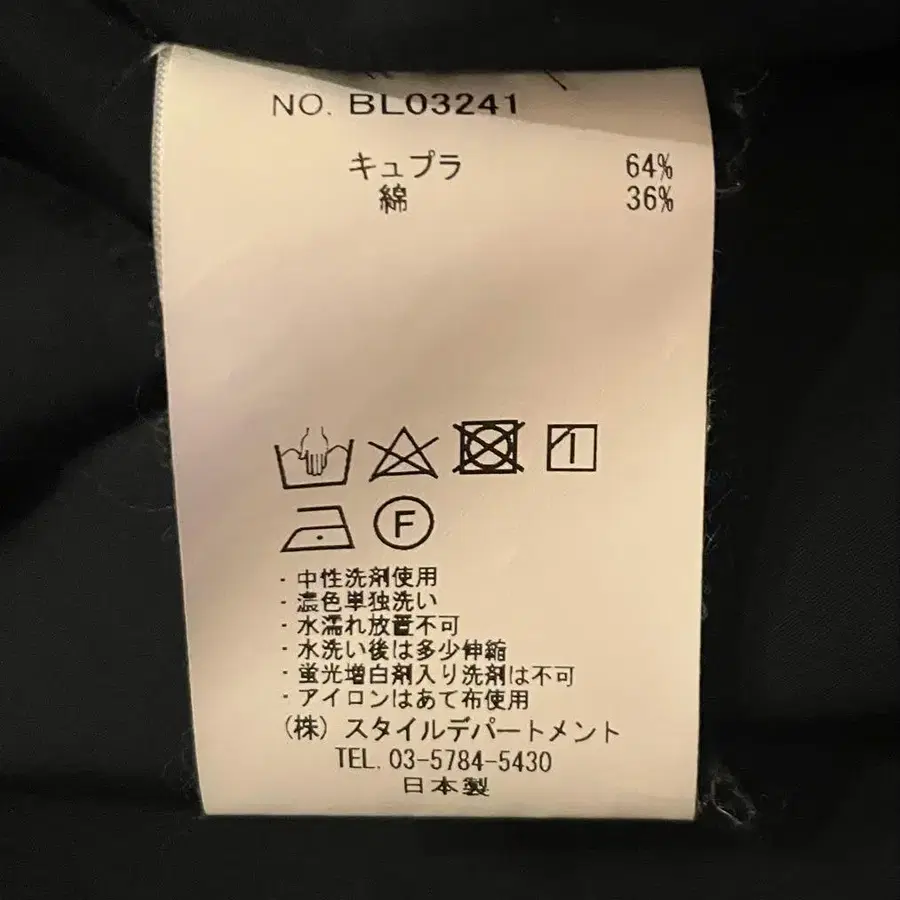 NO. BL03241
キュプラ 64%
綿 36%
F
・中性洗剤使用
・濃色単独洗い
・水濡れ放置不可
・水洗い後は多少伸縮
・蛍光増白剤入り洗剤は不可
・アイロンはあて布使用
(株) スタイルデパートメント
TEL. 03-5784-5430
日本製